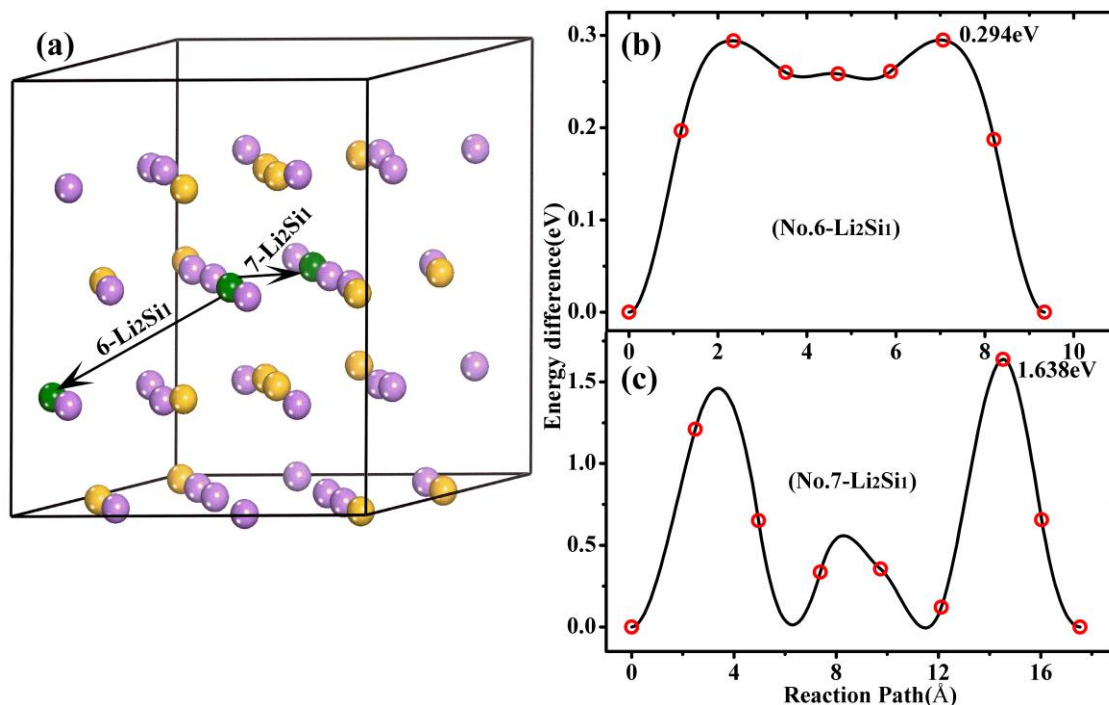 (a)
7-Li₂Si₁
6-Li₂Si₁
Energy difference(eV)
(b)
0.294eV
(No.6-Li₂Si₁)
0.3
0.2
0.1
0.0
0 2 4 6 8 10
(c)
1.638eV
(No.7-Li₂Si₁)
1.5
1.0
0.5
0.0
0 4 8 12 16
Reaction Path(Å)